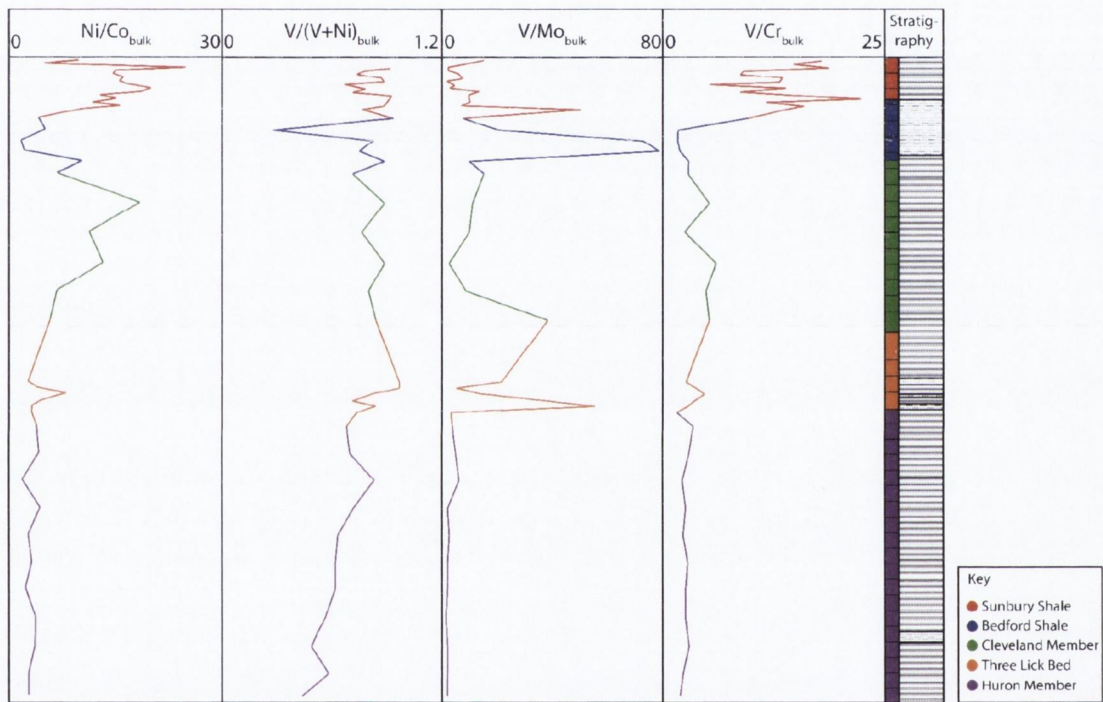 Ni/Co bulk
V/(V+Ni) bulk
V/Mo bulk
V/Cr bulk
Stratig-
raphy
0 30 0 1.2 0 80 0 25
Key
Sunbury Shale
Bedford Shale
Cleveland Member
Three Lick Bed
Huron Member